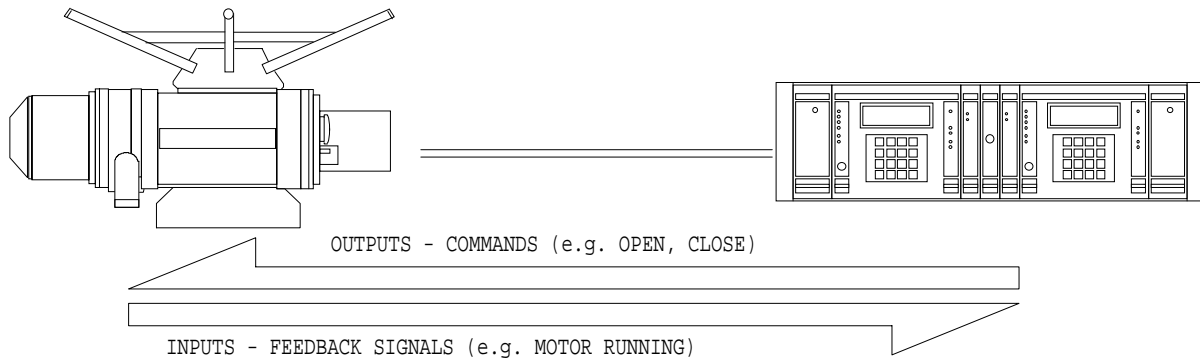 OUTPUTS - COMMANDS (e.g. OPEN, CLOSE)
INPUTS - FEEDBACK SIGNALS (e.g. MOTOR RUNNING)